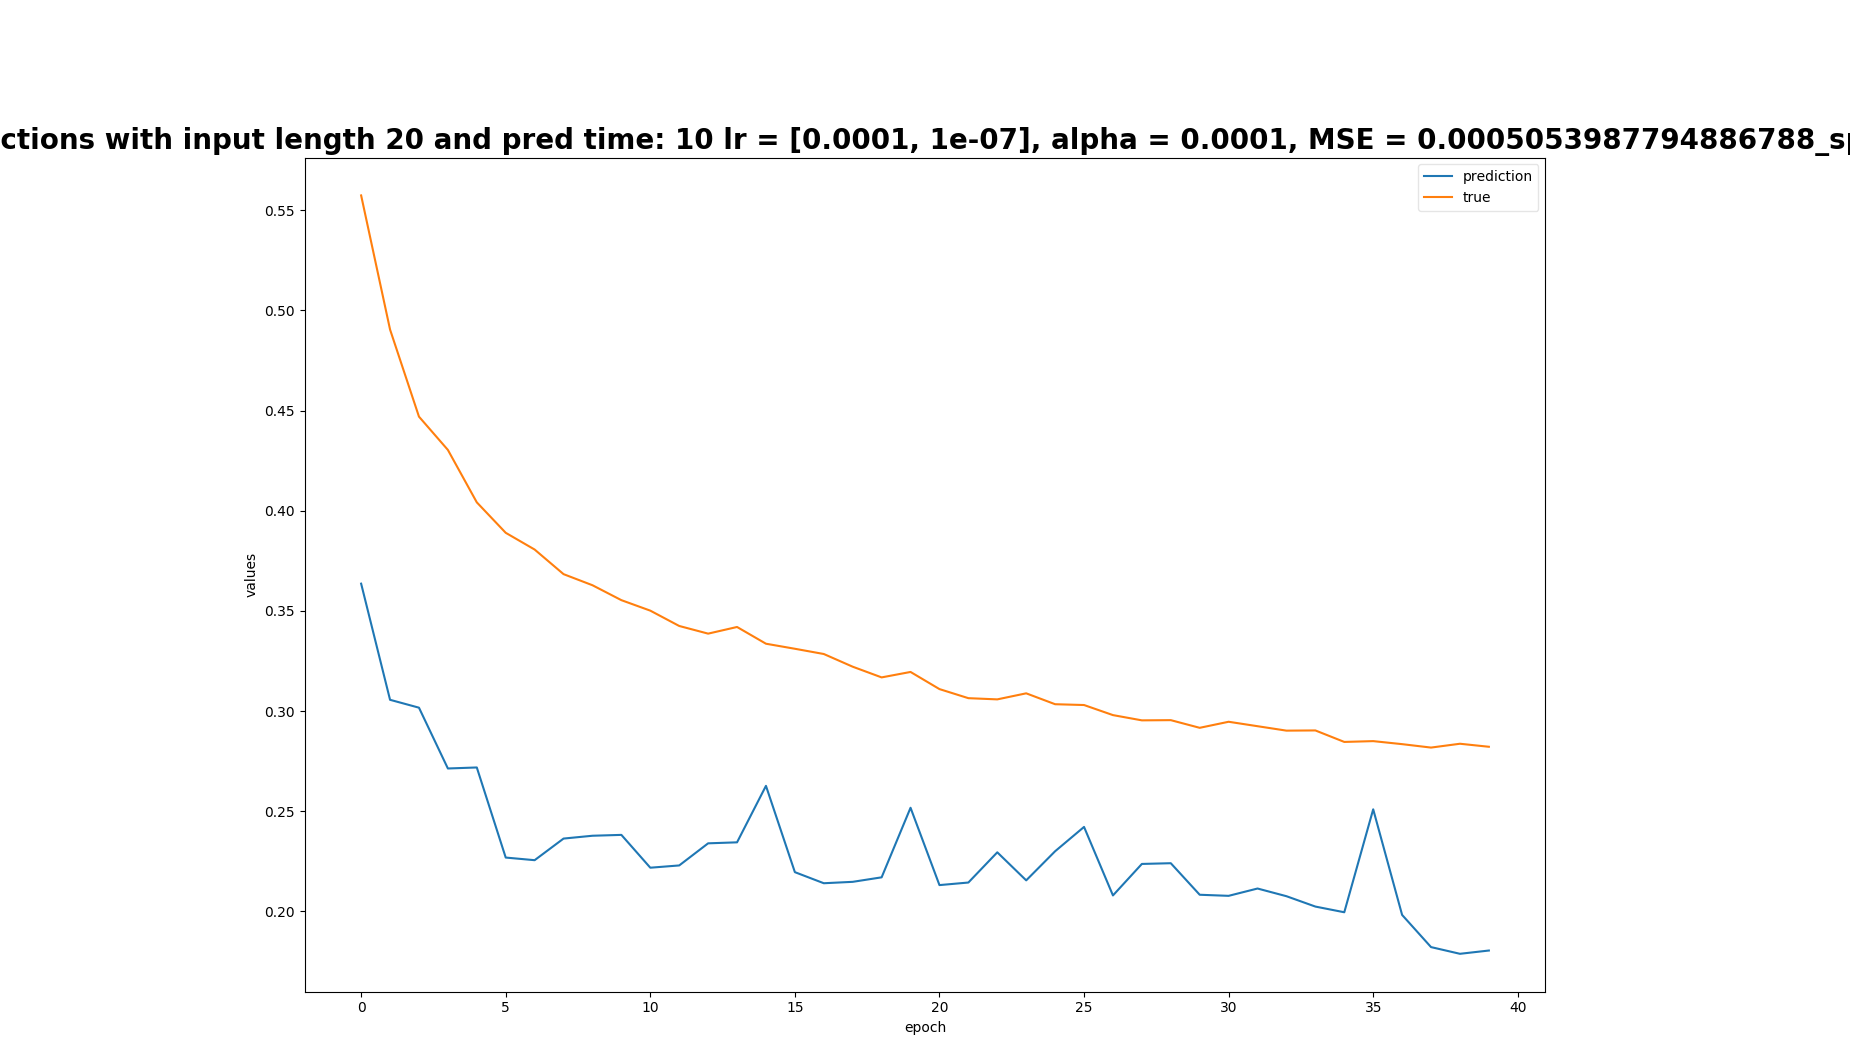 ctions with input length 20 and pred time: 10 lr = [0.0001, 1e-07], alpha = 0.0001, MSE = 0.0005053987794886788_sp
prediction
true
0.55
0.50
0.45
0.40
0.35
0.30
0.25
0.20
values
0 5 10 15 20 25 30 35 40
epoch